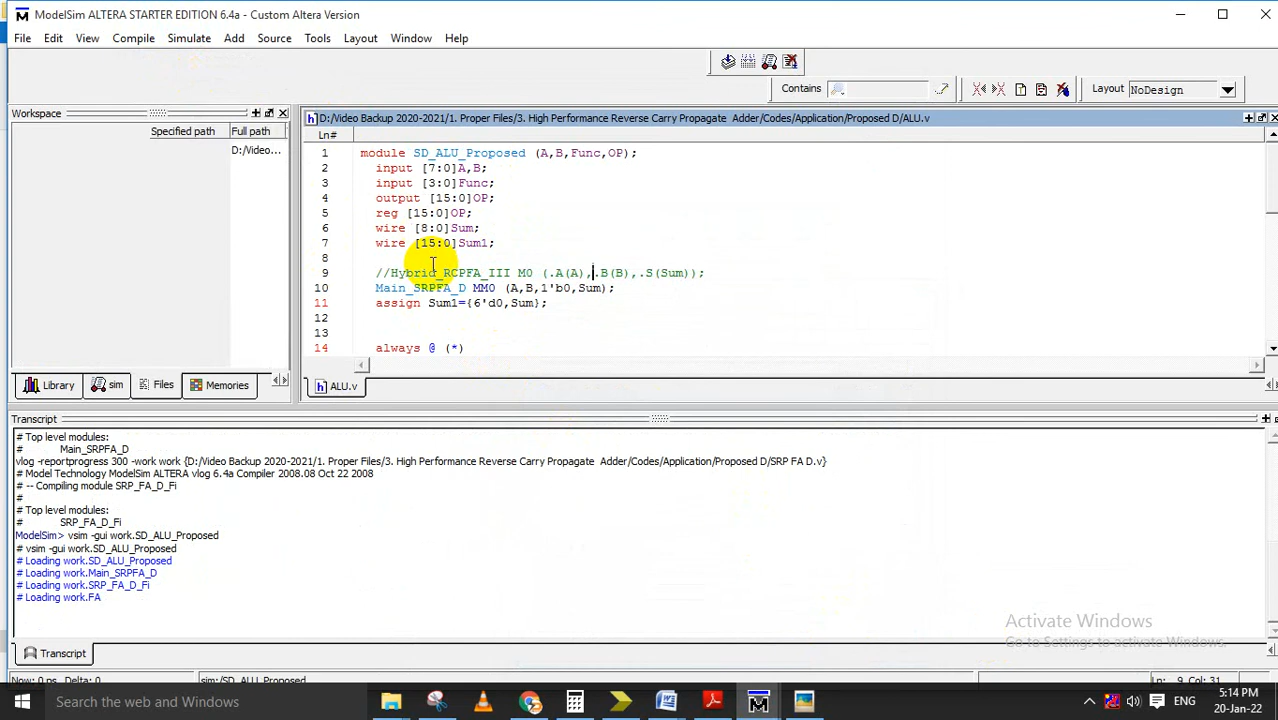 ModelSim ALTERA STARTER EDITION 6.4a - Custom Altera Version
File Edit View Compile Simulate Add Source Tools Layout Window Help
Contains
Layout NoDesign
Workspace
Specified path Full path
D:/Video...
Library sim Files Memories
D:/Video Backup 2020-2021/1. Proper Files/3. High Performance Reverse Carry Propagate Adder/Codes/Application/Proposed D/ALU.v
Ln#
1 module SD_ALU_Proposed (A,B,Func,OP);
2 input [7:0]A,B;
3 input [3:0]Func;
4 output [15:0]OP;
5 reg [15:0]OP;
6 wire [8:0]Sum;
7 wire [15:0]Sum1;
8
9 //Hybrid_RCPFA_III M0 (.A(A),.B(B),.S(Sum));
10 Main_SRPFA_D MM0 (A,B,1'b0,Sum);
11 assign Sum1={6'd0,Sum};
12
13
14 always @ (*)
ALU.v
Transcript
# Top level modules:
# Main_SRPFA_D
vlog -reportprogress 300 -work work {D:/Video Backup 2020-2021/1. Proper Files/3. High Performance Reverse Carry Propagate Adder/Codes/Application/Proposed D/SRP FA D.v}
# Model Technology ModelSim ALTERA vlog 6.4a Compiler 2008.08 Oct 22 2008
# -- Compiling module SRP_FA_D_Fi
#
# Top level modules:
# SRP_FA_D_Fi
ModelSim> vsim -gui work.SD_ALU_Proposed
# vsim -gui work.SD_ALU_Proposed
# Loading work.SD_ALU_Proposed
# Loading work.Main_SRPFA_D
# Loading work.SRP_FA_D_Fi
# Loading work.FA
Activate Windows
Go to Settings to activate Windows.
Transcript
Now: 0 ps Delta: 0 sim:/SD_ALU_Proposed Ln: 9 Col: 31
Search the web and Windows
ENG
5:14 PM
20-Jan-22